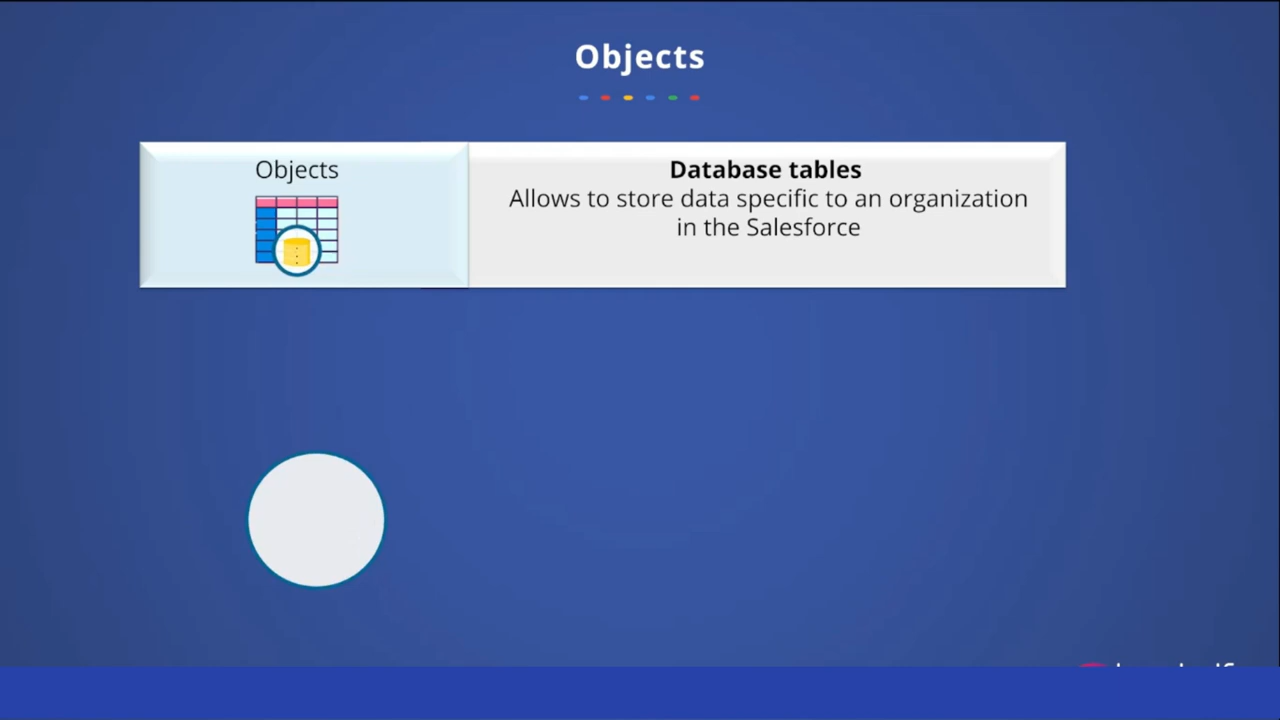 Objects
Objects
Database tables
Allows to store data specific to an organization
in the Salesforce